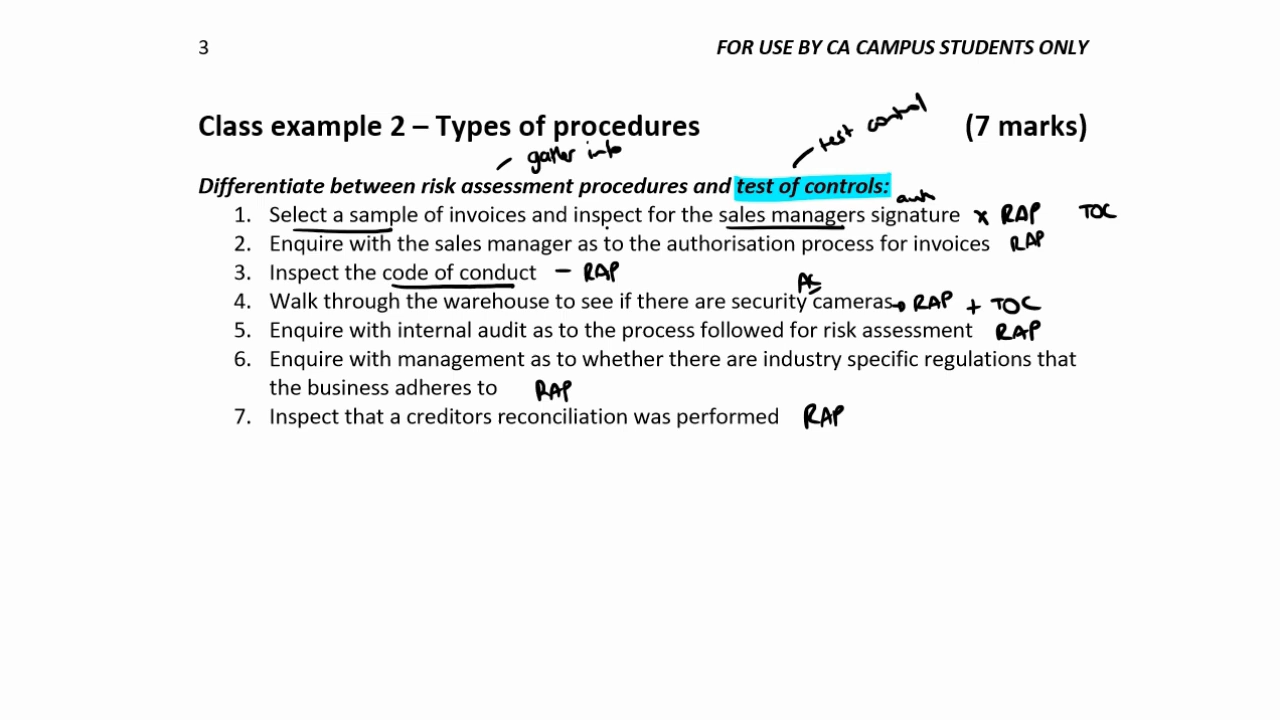 3 FOR USE BY CA CAMPUS STUDENTS ONLY
test control
Class example 2 – Types of procedures (7 marks)
gather info
Differentiate between risk assessment procedures and test of controls:
auth
1. Select a sample of invoices and inspect for the sales managers signature x RAP TOC
2. Enquire with the sales manager as to the authorisation process for invoices RAP
3. Inspect the code of conduct – RAP
4. Walk through the warehouse to see if there are security cameras RAP + TOC
5. Enquire with internal audit as to the process followed for risk assessment RAP
6. Enquire with management as to whether there are industry specific regulations that
the business adheres to RAP
7. Inspect that a creditors reconciliation was performed RAP